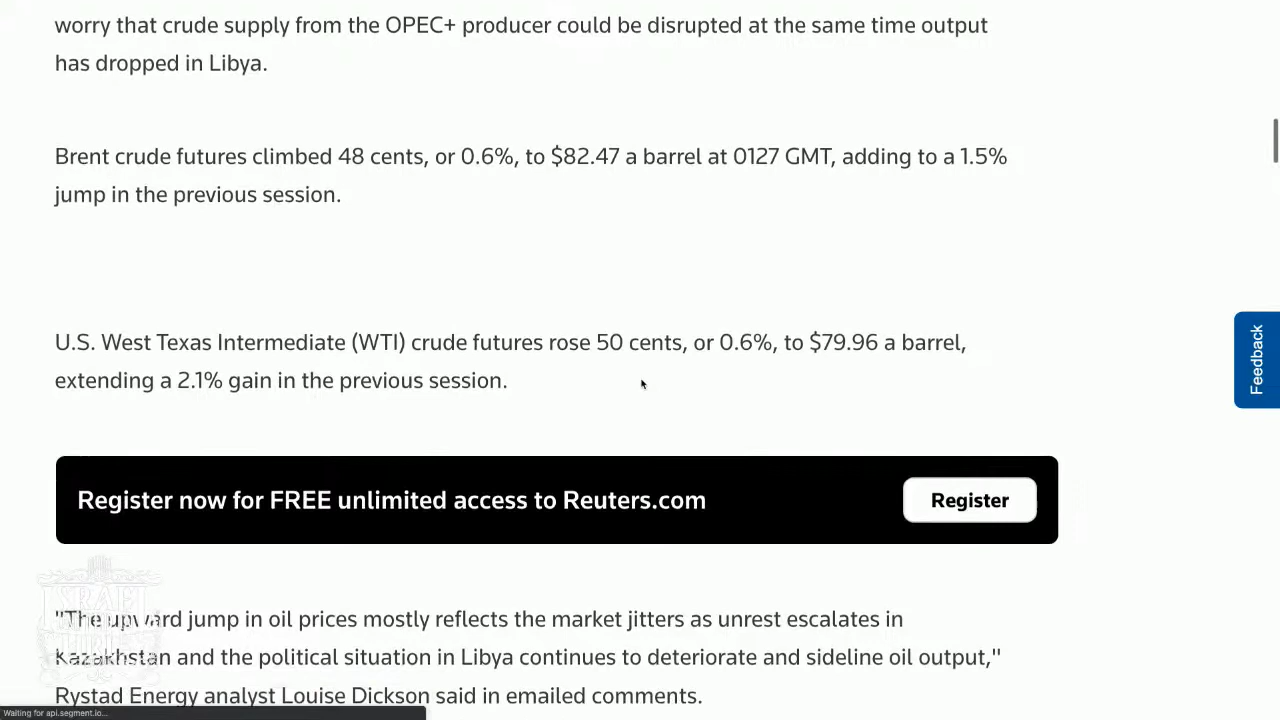 worry that crude supply from the OPEC+ producer could be disrupted at the same time output
has dropped in Libya.
Brent crude futures climbed 48 cents, or 0.6%, to $82.47 a barrel at 0127 GMT, adding to a 1.5%
jump in the previous session.
U.S. West Texas Intermediate (WTI) crude futures rose 50 cents, or 0.6%, to $79.96 a barrel,
extending a 2.1% gain in the previous session.
Feedback
Register now for FREE unlimited access to Reuters.com
Register
"The upward jump in oil prices mostly reflects the market jitters as unrest escalates in
Kazakhstan and the political situation in Libya continues to deteriorate and sideline oil output,"
Rystad Energy analyst Louise Dickson said in emailed comments.
ISRAEL
Waiting for api.segment.io...